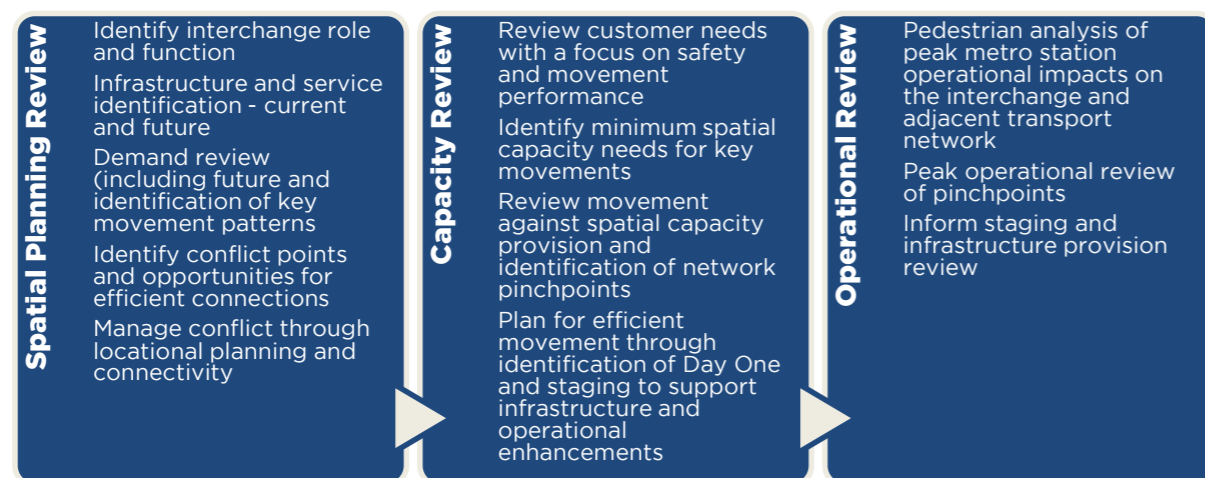 Spatial Planning Review
Identify interchange role
and function
Infrastructure and service
identification - current
and future
Demand review
(including future and
identification of key
movement patterns
Identify conflict points
and opportunities for
efficient connections
Manage conflict through
locational planning and
connectivity
Capacity Review
Review customer needs
with a focus on safety
and movement
performance
Identify minimum spatial
capacity needs for key
movements
Review movement
against spatial capacity
provision and
identification of network
pinchpoints
Plan for efficient
movement through
identification of Day One
and staging to support
infrastructure and
operational
enhancements
Operational Review
Pedestrian analysis of
peak metro station
operational impacts on
the interchange and
adjacent transport
network
Peak operational review
of pinchpoints
Inform staging and
infrastructure provision
review